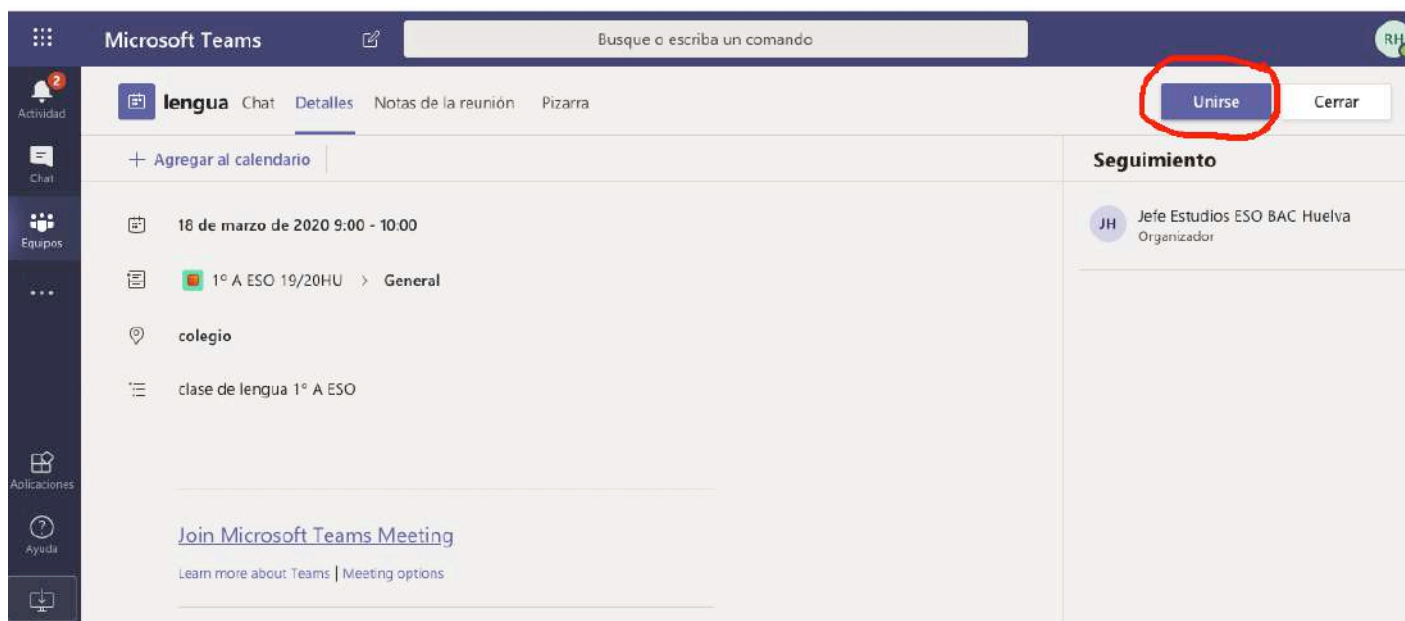 Microsoft Teams
Busque o escriba un comando
RH
2
Actividad
Chat
Equipos
Aplicaciones
Ayuda
lengua Chat Detalles Notas de la reunión Pizarra
Unirse Cerrar
+ Agregar al calendario
18 de marzo de 2020 9:00 - 10:00
1º A ESO 19/20HU > General
colegio
clase de lengua 1º A ESO
Join Microsoft Teams Meeting
Learn more about Teams | Meeting options
Seguimiento
JH
Jefe Estudios ESO BAC Huelva
Organizador